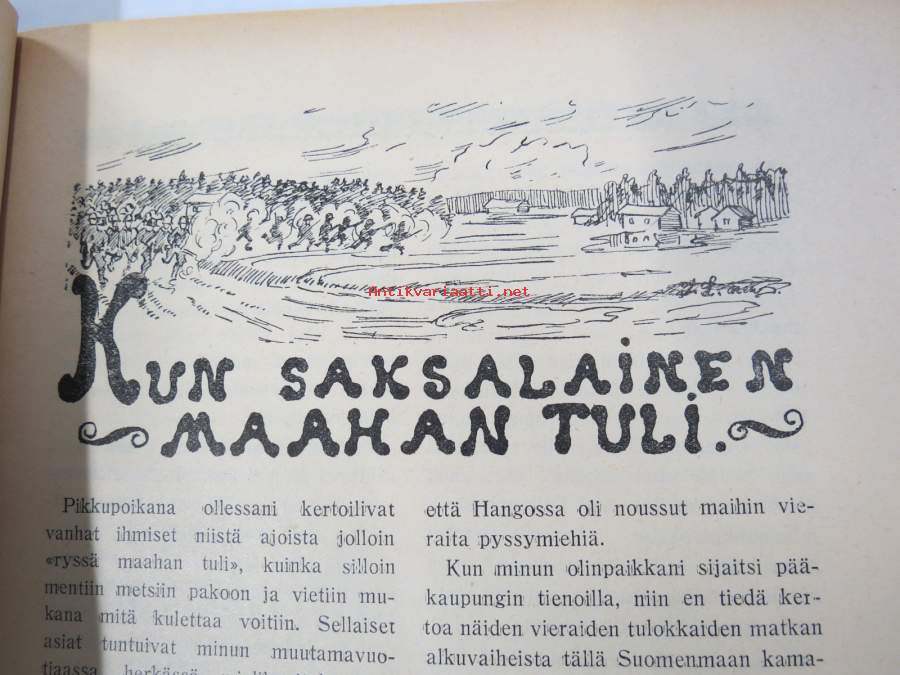 Antikvariaatti.net
KUN SAKSALAINEN
MAAHAN TULI.
Pikkupoikana ollessani kertoilivat
vanhat ihmiset niistä ajoista jolloin
«ryssä maahan tuli», kuinka silloin
mentiin metsiin pakoon ja vietiin mu-
kana mitä kulettaa voitiin. Sellaiset
asiat tuntuivat minun muutamavuo-
tiaassa herkässä
että Hangossa oli noussut maihin vie-
raita pyssymiehiä.
Kun minun olinpaikkani sijaitsi pää-
kaupungin tienoilla, niin en tiedä ker-
toa näiden vieraiden tulokkaiden matkan
alkuvaiheista tällä Suomenmaan kama-